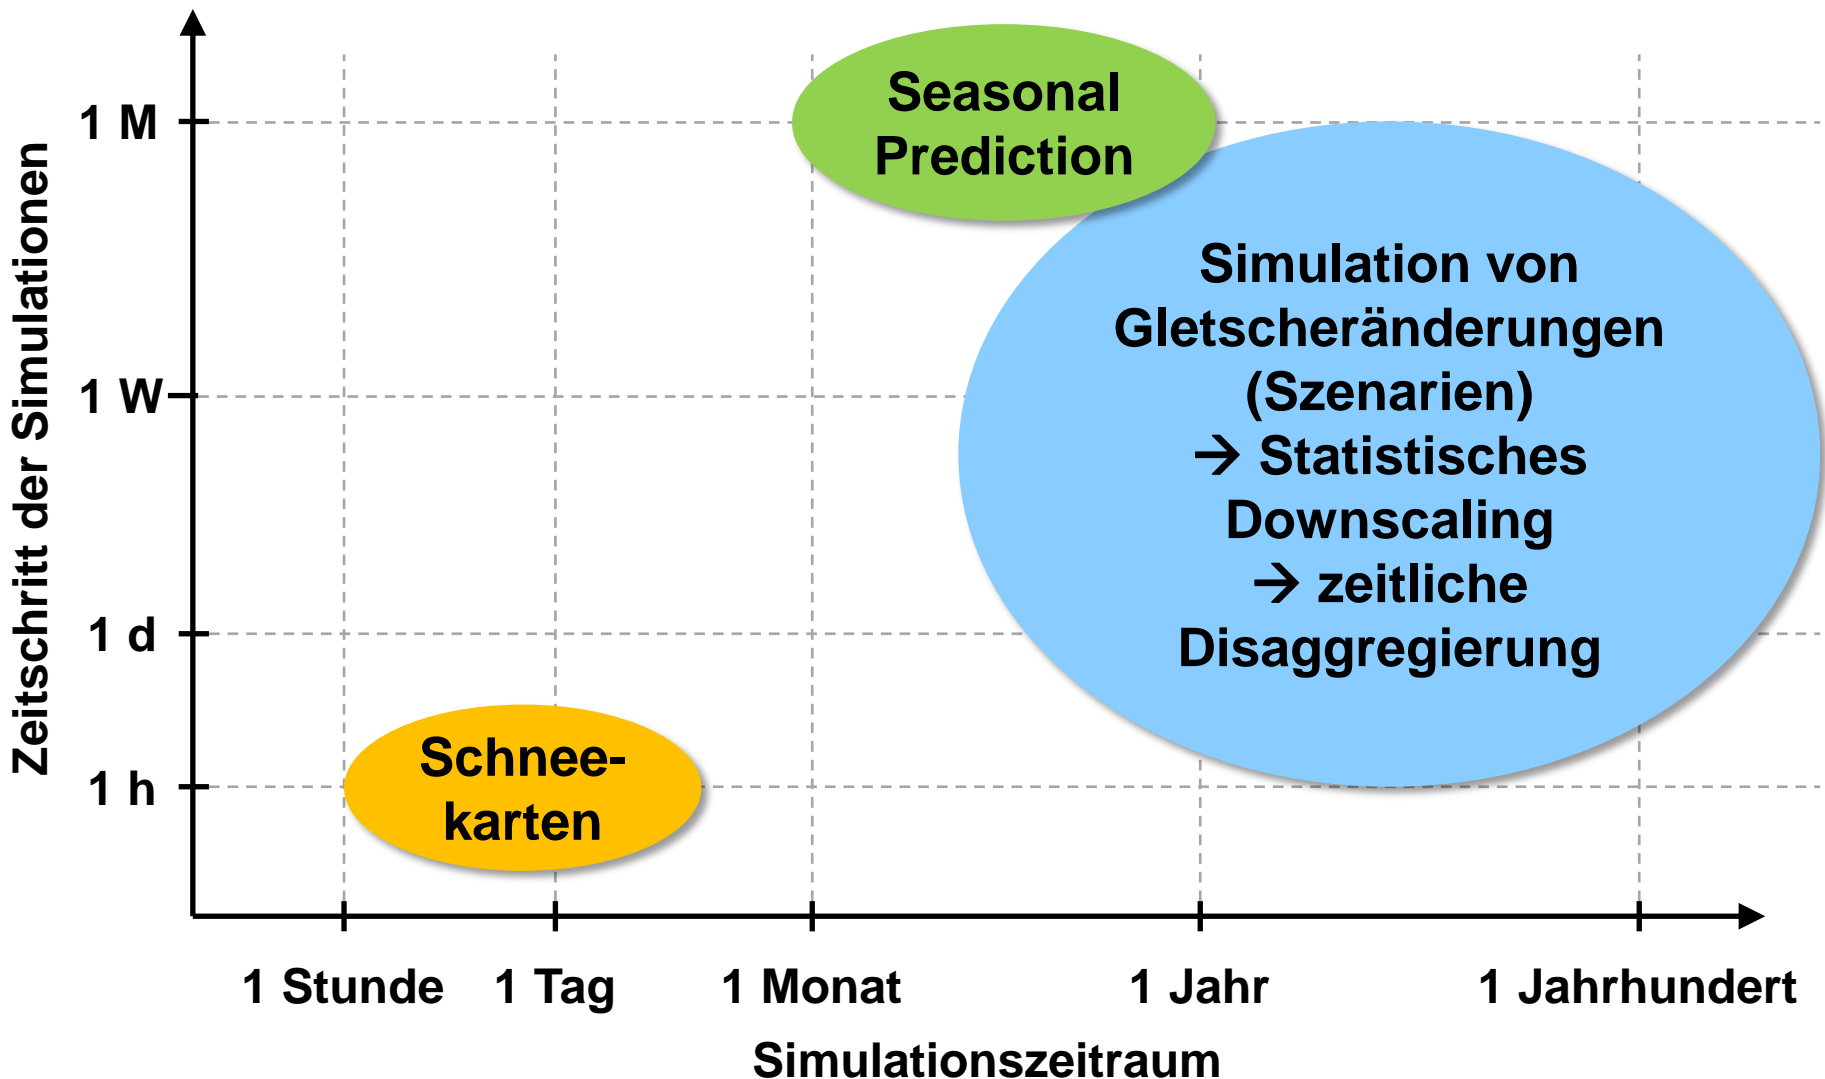 Zeitschritt der Simulationen
1 M
1 W
1 d
1 h
Seasonal
Prediction
Simulation von
Gletscheränderungen
(Szenarien)
→ Statistisches
Downscaling
→ zeitliche
Disaggregierung
Schnee-
karten
1 Stunde
1 Tag
1 Monat
1 Jahr
1 Jahrhundert
Simulationszeitraum